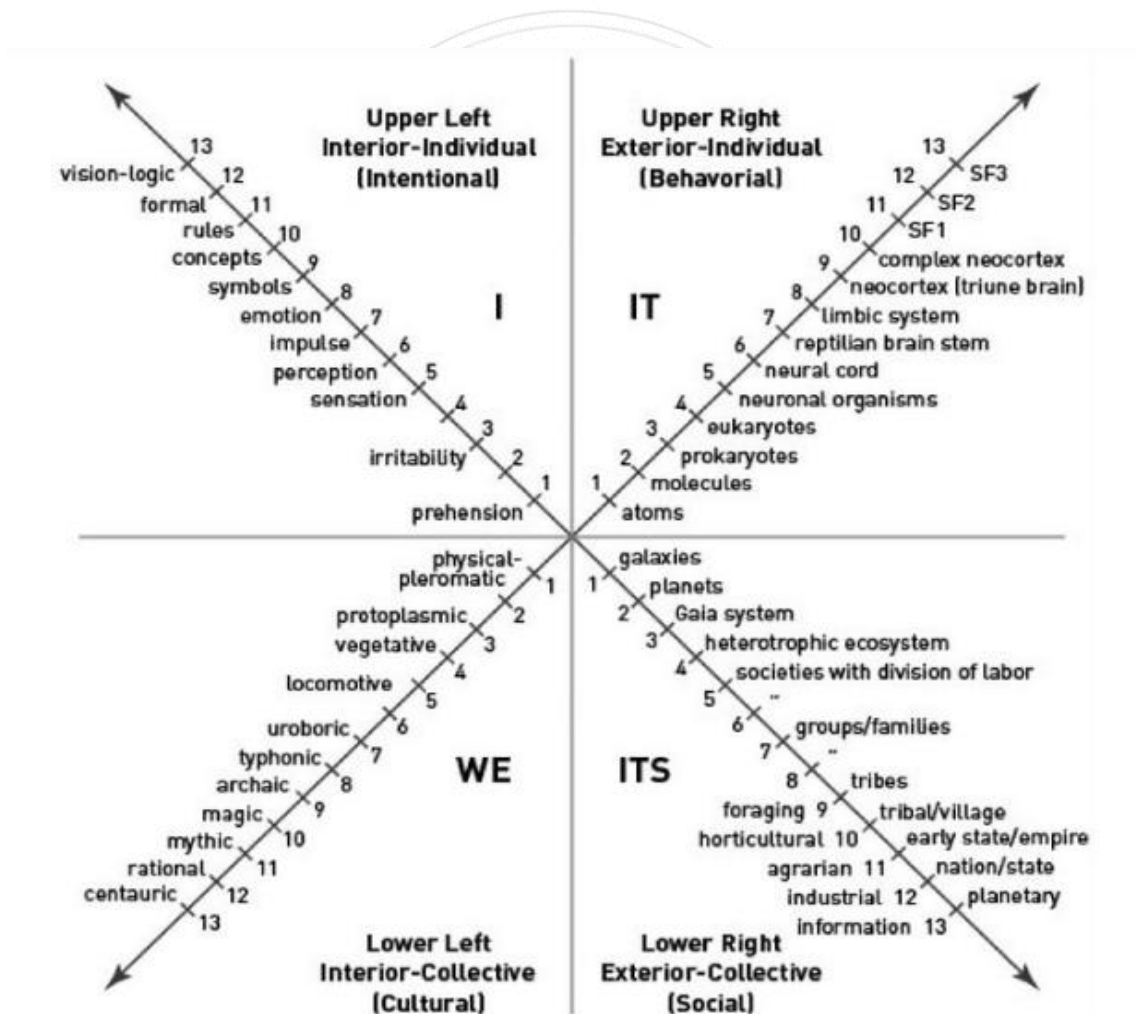 Upper Left
Interior-Individual
(Intentional)
Upper Right
Exterior-Individual
(Behavorial)
13
vision-logic
12
formal
11
rules
10
concepts
9
symbols
8
emotion
7
impulse
6
perception
5
sensation
4
3
irritability
2
1
prehension
I
IT
13
SF3
12
SF2
11
SF1
10
complex neocortex
9
neocortex (triune brain)
8
limbic system
7
reptilian brain stem
6
neural cord
5
neuronal organisms
4
eukaryotes
3
prokaryotes
2
molecules
1
atoms
physical-
pleromatic
1
2
protoplasmic
3
vegetative
4
locomotive
5
6
uroboric
7
typhonic
8
archaic
9
magic
10
mythic
11
rational
12
centauric
13
WE
ITS
galaxies
1
planets
2
Gaia system
3
heterotrophic ecosystem
4
societies with division of labor
5
..
6
groups/families
7
..
8
tribes
foraging 9
tribal/village
horticultural 10
early state/empire
agrarian 11
nation/state
industrial 12
planetary
information 13
Lower Left
Interior-Collective
(Cultural)
Lower Right
Exterior-Collective
(Social)